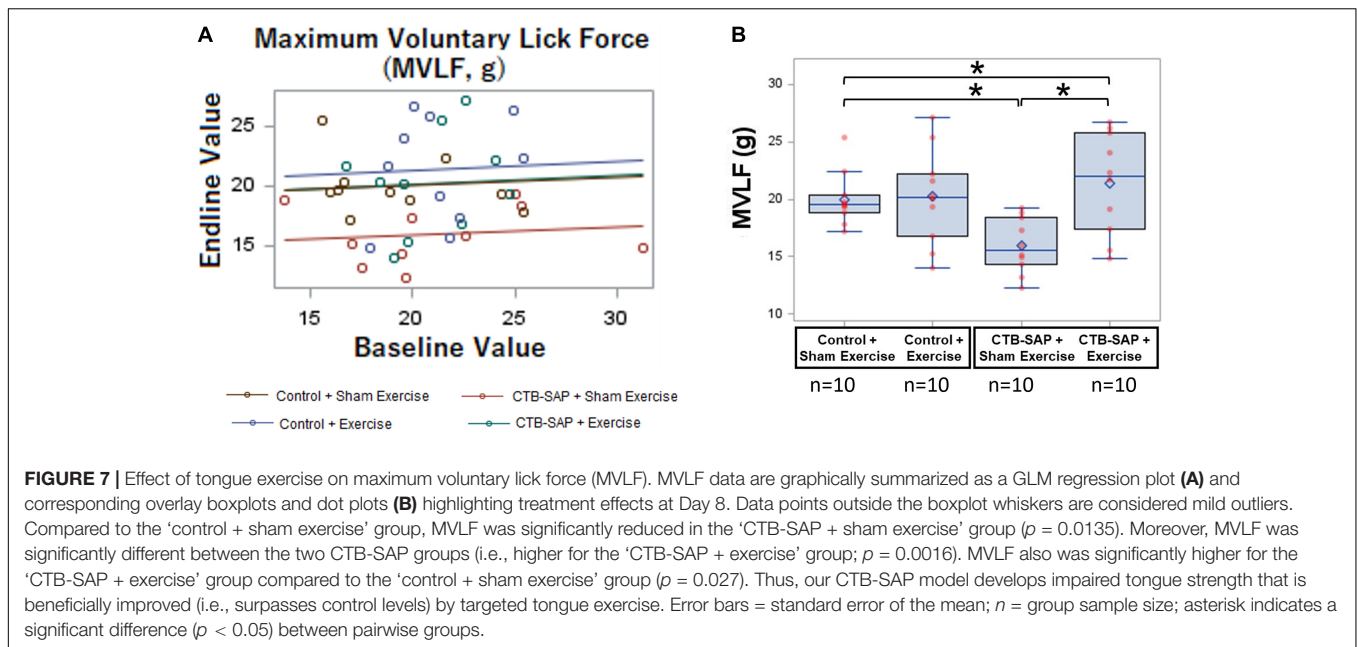 A
Maximum Voluntary Lick Force
(MVLF, g)
Endline Value
25
20
15
15
20
25
30
Baseline Value
Control + Sham Exercise
CTB-SAP + Sham Exercise
Control + Exercise
CTB-SAP + Exercise
B
MVLF (g)
30
25
20
15
10
*
*
*
Control +
Sham Exercise
Control +
Exercise
CTB-SAP +
Sham Exercise
CTB-SAP +
Exercise
n=10
n=10
n=10
n=10
FIGURE 7 | Effect of tongue exercise on maximum voluntary lick force (MVLF). MVLF data are graphically summarized as a GLM regression plot (A) and
corresponding overlay boxplots and dot plots (B) highlighting treatment effects at Day 8. Data points outside the boxplot whiskers are considered mild outliers.
Compared to the ‘control + sham exercise’ group, MVLF was significantly reduced in the ‘CTB-SAP + sham exercise’ group (p = 0.0135). Moreover, MVLF was
significantly different between the two CTB-SAP groups (i.e., higher for the ‘CTB-SAP + exercise’ group; p = 0.0016). MVLF also was significantly higher for the
‘CTB-SAP + exercise’ group compared to the ‘control + sham exercise’ group (p = 0.027). Thus, our CTB-SAP model develops impaired tongue strength that is
beneficially improved (i.e., surpasses control levels) by targeted tongue exercise. Error bars = standard error of the mean; n = group sample size; asterisk indicates a
significant difference (p < 0.05) between pairwise groups.